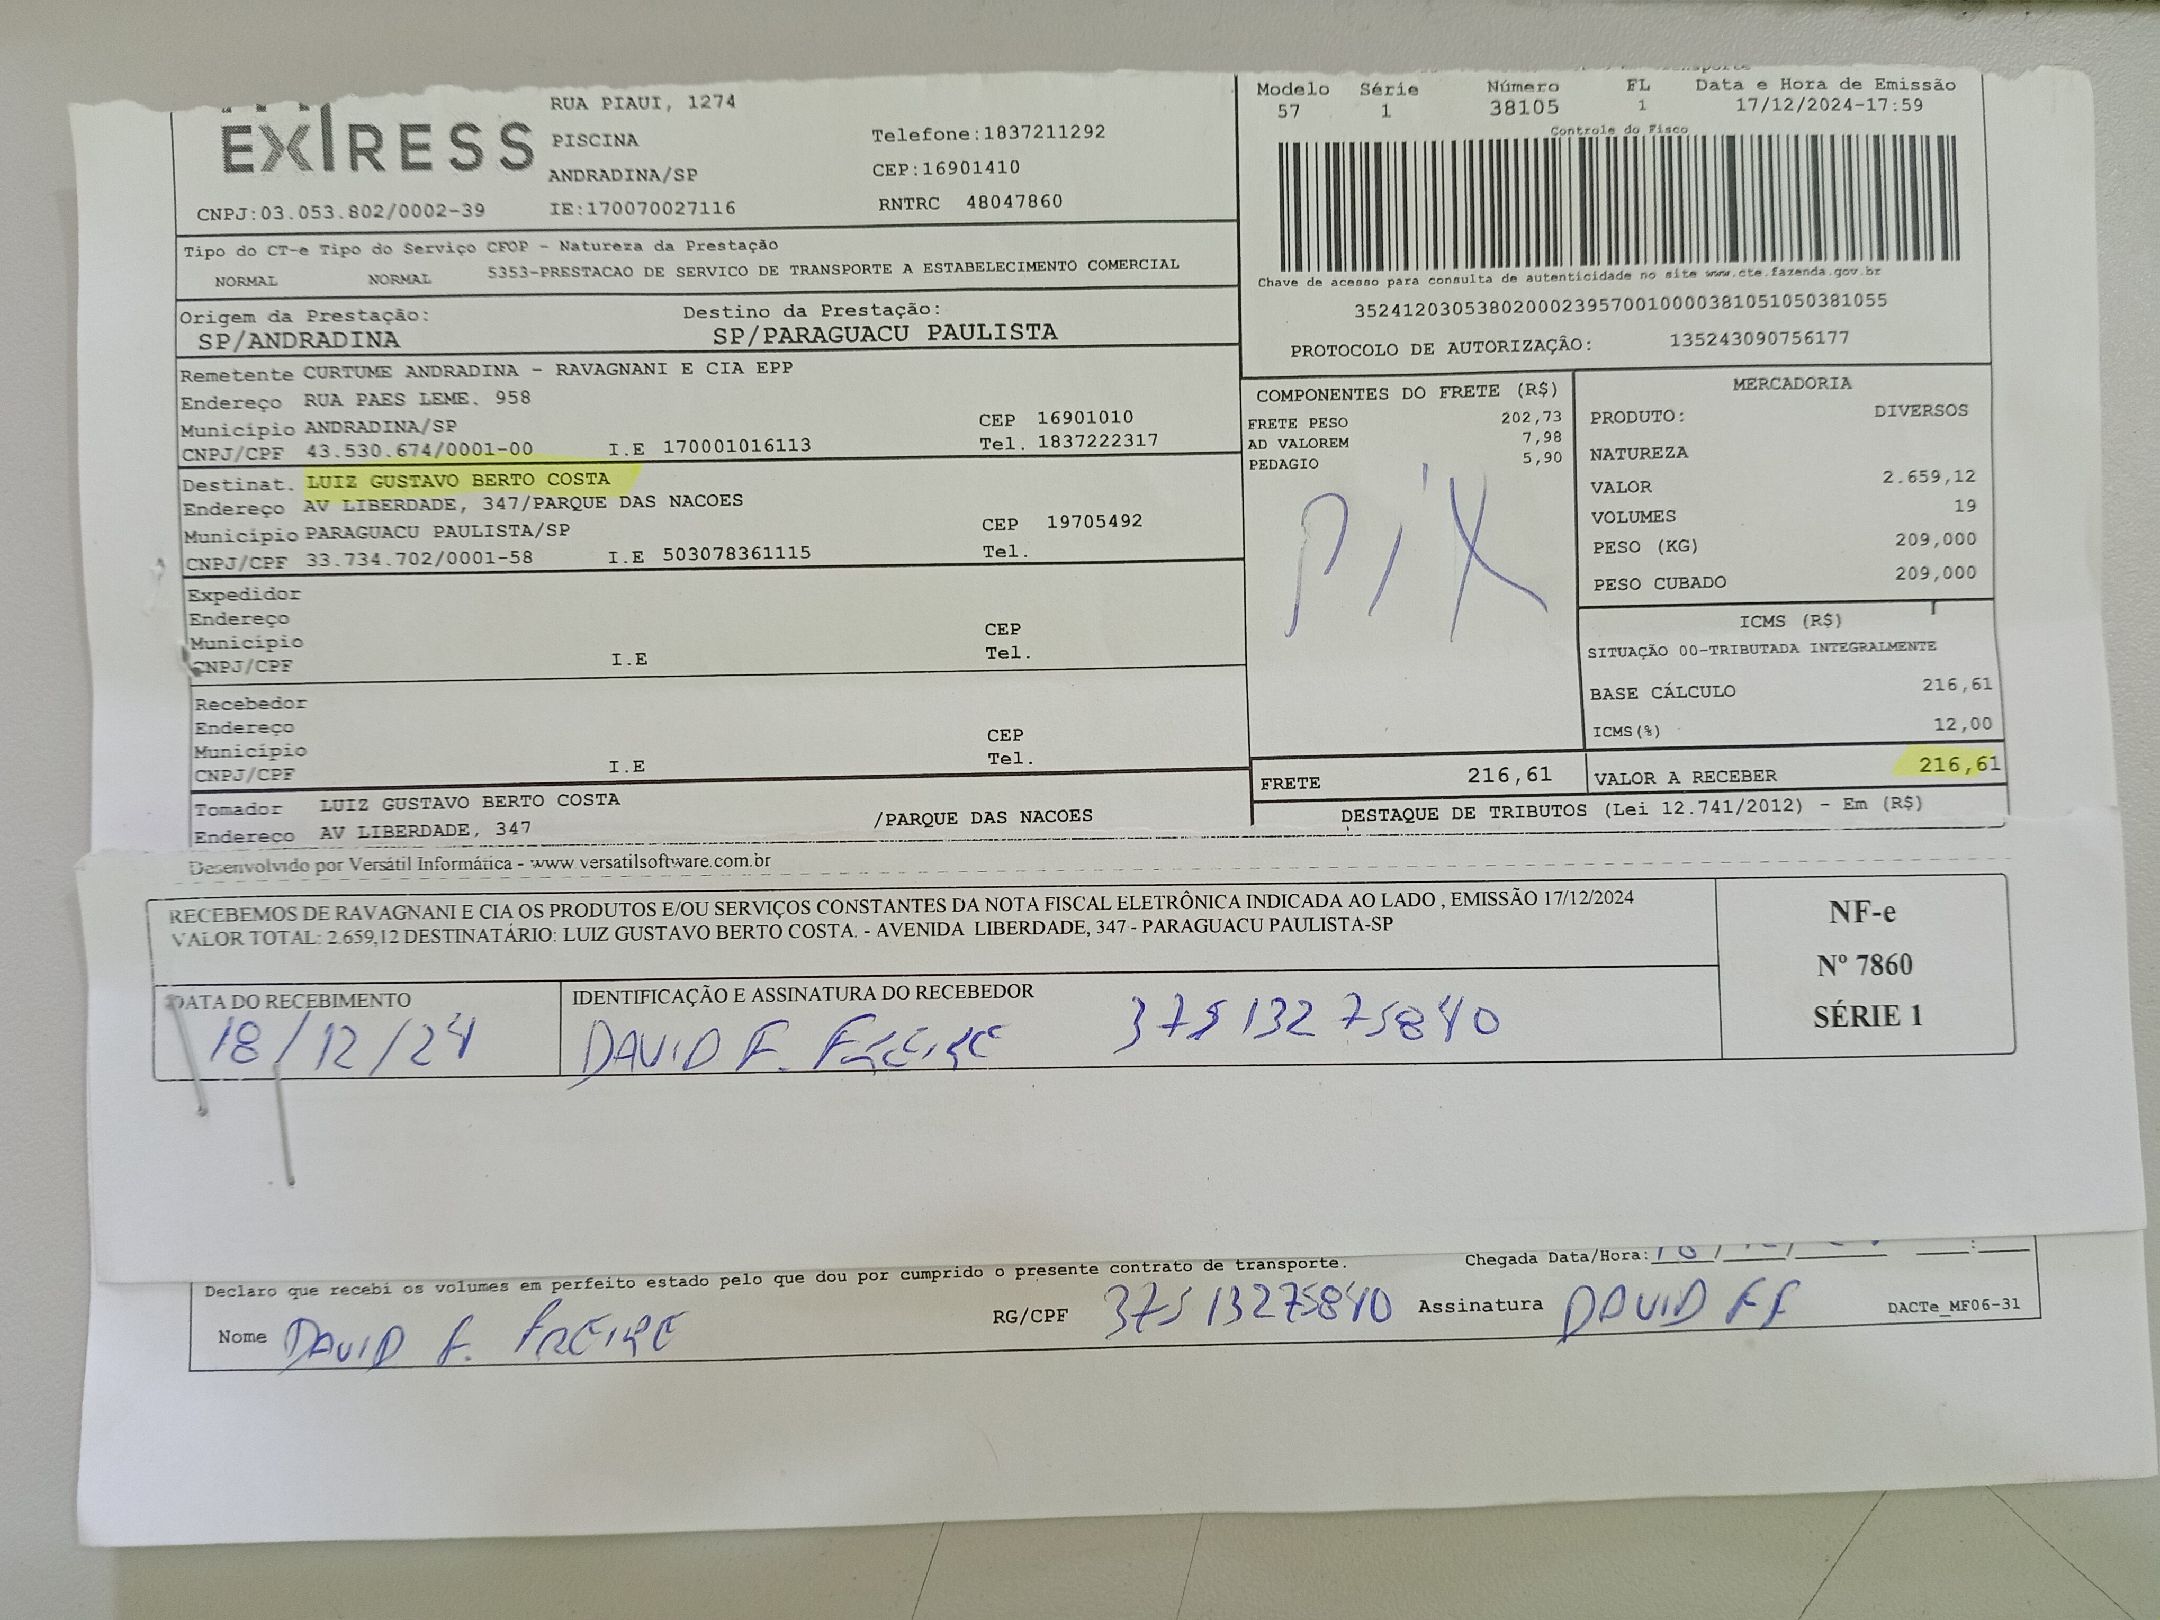 EXPRESS
RUA PIAUI, 1274
PISCINA
ANDRADINA/SP
Telefone:1837211292
CEP:16901410
CNPJ:03.053.802/0002-39 IE:170070027116 RNTRC 48047860
Tipo do CT-e Tipo do Serviço CFOP - Natureza da Prestação
NORMAL NORMAL 5353-PRESTACAO DE SERVICO DE TRANSPORTE A ESTABELECIMENTO COMERCIAL
Origem da Prestação: Destino da Prestação:
SP/ANDRADINA SP/PARAGUACU PAULISTA
Remetente CURTUME ANDRADINA - RAVAGNANI E CIA EPP
Endereço RUA PAES LEME. 958
Município ANDRADINA/SP CEP 16901010
CNPJ/CPF 43.530.674/0001-00 I.E 170001016113 Tel. 1837222317
Destinat. LUIZ GUSTAVO BERTO COSTA
Endereço AV LIBERDADE, 347/PARQUE DAS NACOES
Município PARAGUACU PAULISTA/SP CEP 19705492
CNPJ/CPF 33.734.702/0001-58 I.E 503078361115 Tel.
Expedidor
Endereço
Município CEP
CNPJ/CPF I.E Tel.
Recebedor
Endereço
Município CEP
CNPJ/CPF I.E Tel.
Tomador LUIZ GUSTAVO BERTO COSTA
Endereco AV LIBERDADE, 347 /PARQUE DAS NACOES
Modelo Série Número FL Data e Hora de Emissão
57 1 38105 1 17/12/2024-17:59
Controle do Fisco
Chave de acesso para consulta de autenticidade no site www.cte.fazenda.gov.br
35241203053802000239570010000381051050381055
PROTOCOLO DE AUTORIZAÇÃO: 135243090756177
COMPONENTES DO FRETE (R$)
FRETE PESO 202,73
AD VALOREM 7,98
PEDAGIO 5,90
PIX
FRETE 216,61
MERCADORIA
PRODUTO: DIVERSOS
NATUREZA
VALOR 2.659,12
VOLUMES 19
PESO (KG) 209,000
PESO CUBADO 209,000
ICMS (R$)
SITUAÇÃO 00-TRIBUTADA INTEGRALMENTE
BASE CÁLCULO 216,61
ICMS(%) 12,00
VALOR A RECEBER 216,61
DESTAQUE DE TRIBUTOS (Lei 12.741/2012) - Em (R$)
Desenvolvido por Versátil Informática - www.versatilsoftware.com.br
RECEBEMOS DE RAVAGNANI E CIA OS PRODUTOS E/OU SERVIÇOS CONSTANTES DA NOTA FISCAL ELETRÔNICA INDICADA AO LADO , EMISSÃO 17/12/2024
VALOR TOTAL: 2.659,12 DESTINATÁRIO: LUIZ GUSTAVO BERTO COSTA. - AVENIDA LIBERDADE, 347 - PARAGUACU PAULISTA-SP
NF-e
Nº 7860
SÉRIE 1
DATA DO RECEBIMENTO
18/12/24
IDENTIFICAÇÃO E ASSINATURA DO RECEBEDOR
DAVID F. FREIRE 37513275840
Chegada Data/Hora: 18/12/
Declaro que recebi os volumes em perfeito estado pelo que dou por cumprido o presente contrato de transporte.
Nome DAVID F. FREIRE RG/CPF 37513275840 Assinatura DAVID FF DACTe_MF06-31